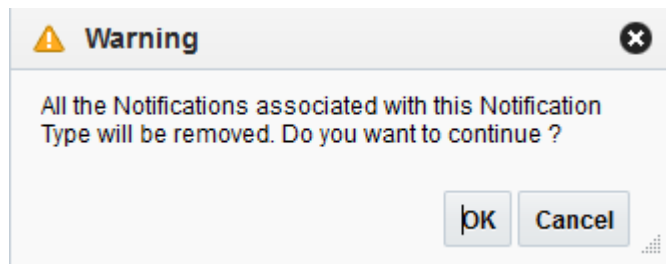 Warning
All the Notifications associated with this Notification
Type will be removed. Do you want to continue ?
OK Cancel